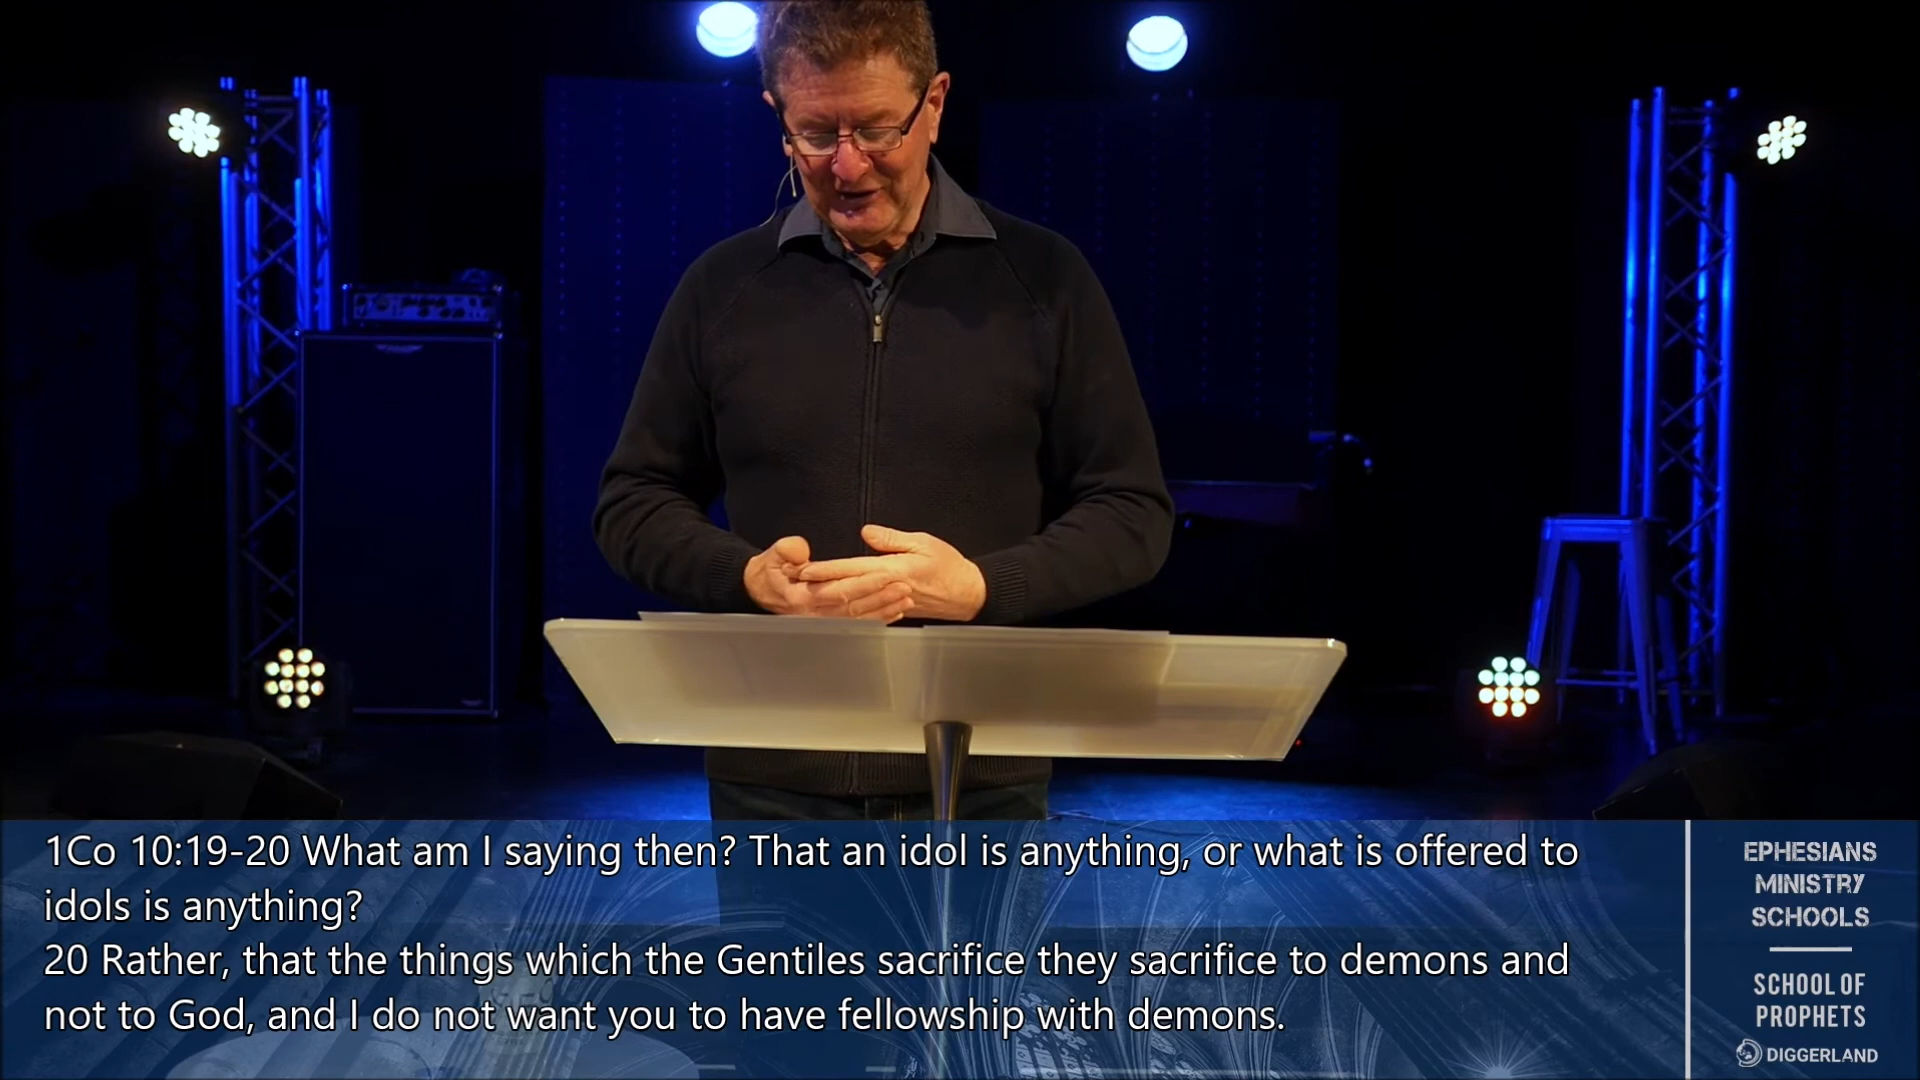 1Co 10:19-20 What am I saying then? That an idol is anything, or what is offered to
idols is anything?
20 Rather, that the things which the Gentiles sacrifice they sacrifice to demons and
not to God, and I do not want you to have fellowship with demons.
EPHESIANS
MINISTRY
SCHOOLS
SCHOOL OF
PROPHETS
DIGGERLAND